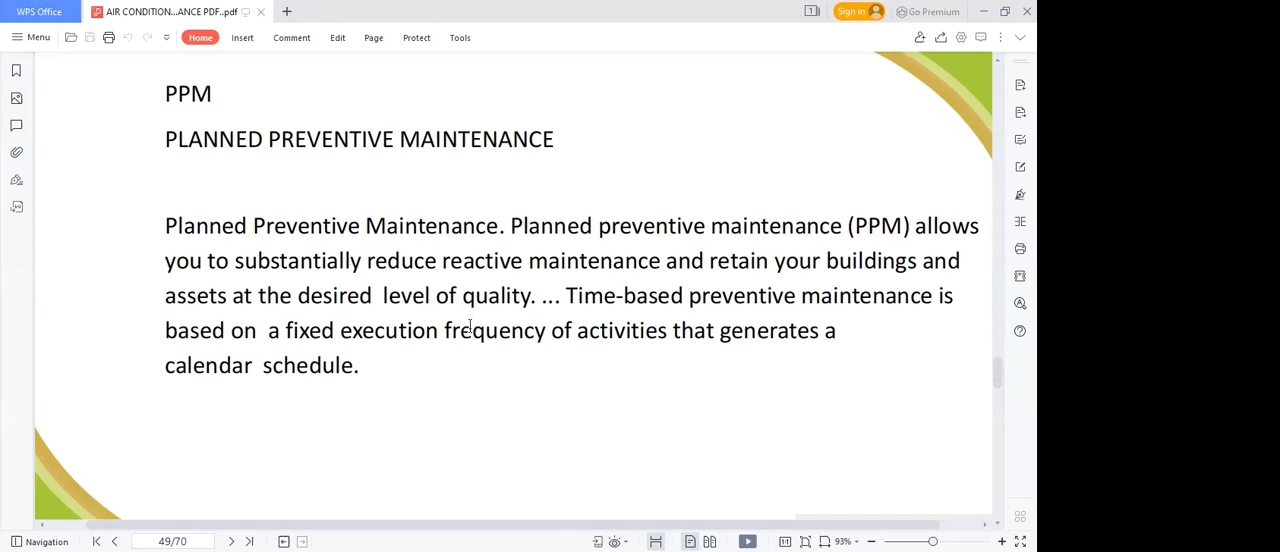 WPS Office
AIR CONDITION...ANCE PDF..pdf
1
Sign in
Go Premium
Menu
Home
Insert
Comment
Edit
Page
Protect
Tools
PPM
PLANNED PREVENTIVE MAINTENANCE
Planned Preventive Maintenance. Planned preventive maintenance (PPM) allows
you to substantially reduce reactive maintenance and retain your buildings and
assets at the desired level of quality. ... Time-based preventive maintenance is
based on a fixed execution frequency of activities that generates a
calendar schedule.
Navigation
49/70
93%